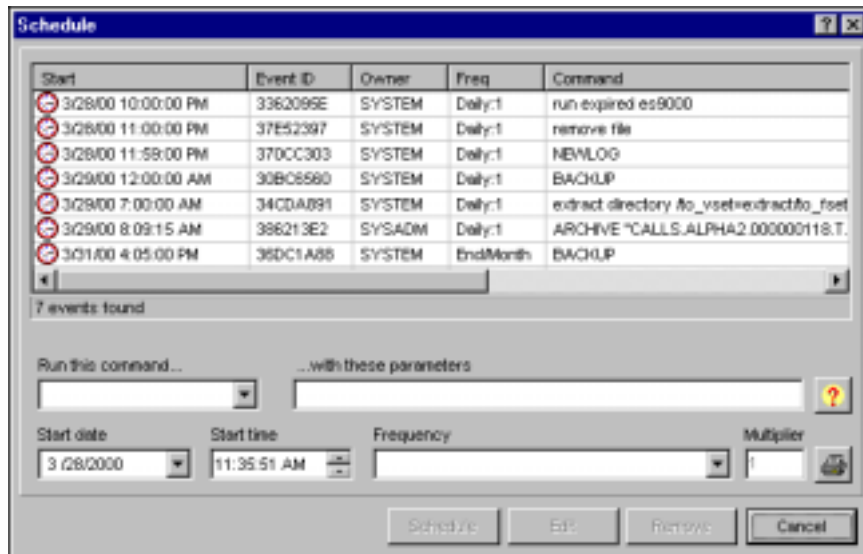 Schedule
Start Event ID Owner Freq Command
3/28/00 10:00:00 PM 3362095E SYSTEM Daily:1 run expired es9000
3/28/00 11:00:00 PM 37E52397 SYSTEM Daily:1 remove file
3/28/00 11:59:00 PM 370CC303 SYSTEM Daily:1 NEWLOG
3/29/00 12:00:00 AM 30BC6560 SYSTEM Daily:1 BACKUP
3/29/00 7:00:00 AM 34CDA891 SYSTEM Daily:1 extract directory /to_vset=extract/to_fset
3/29/00 8:09:15 AM 386213E2 SYSADM Daily:1 ARCHIVE "CALLS.ALPHA2.000000118.T.
3/31/00 4:05:00 PM 36DC1A88 SYSTEM End/Month BACKUP
7 events found
Run this command... ...with these parameters
?
Start date Start time Frequency Multiplier
3 /28/2000 11:35:51 AM 1
Schedule Edit Remove Cancel